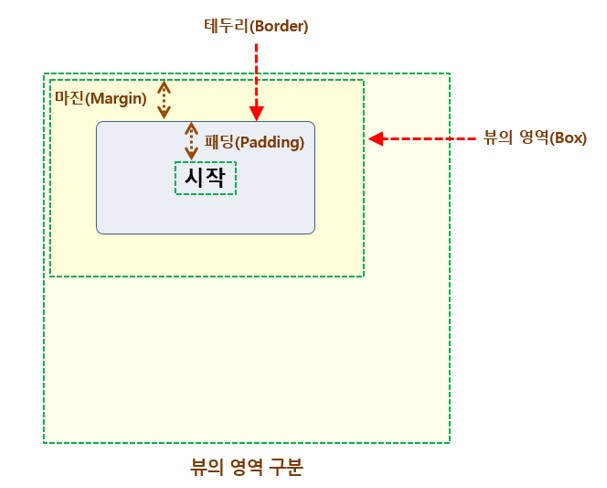 테두리(Border)
마진(Margin)
패딩(Padding)
뷰의 영역(Box)
시작
뷰의 영역 구분